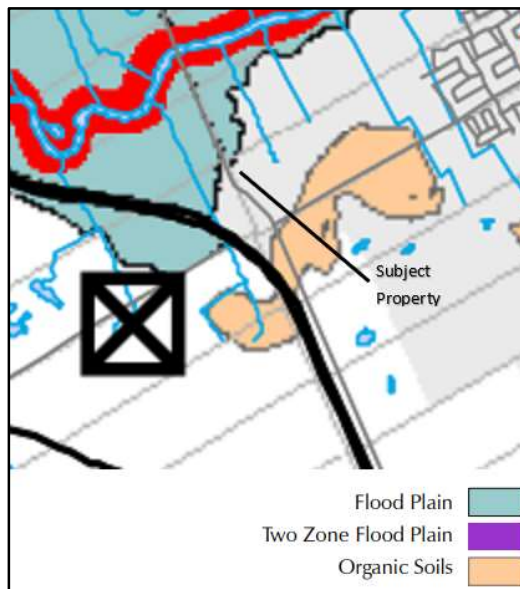 Subject
Property
Flood Plain
Two Zone Flood Plain
Organic Soils